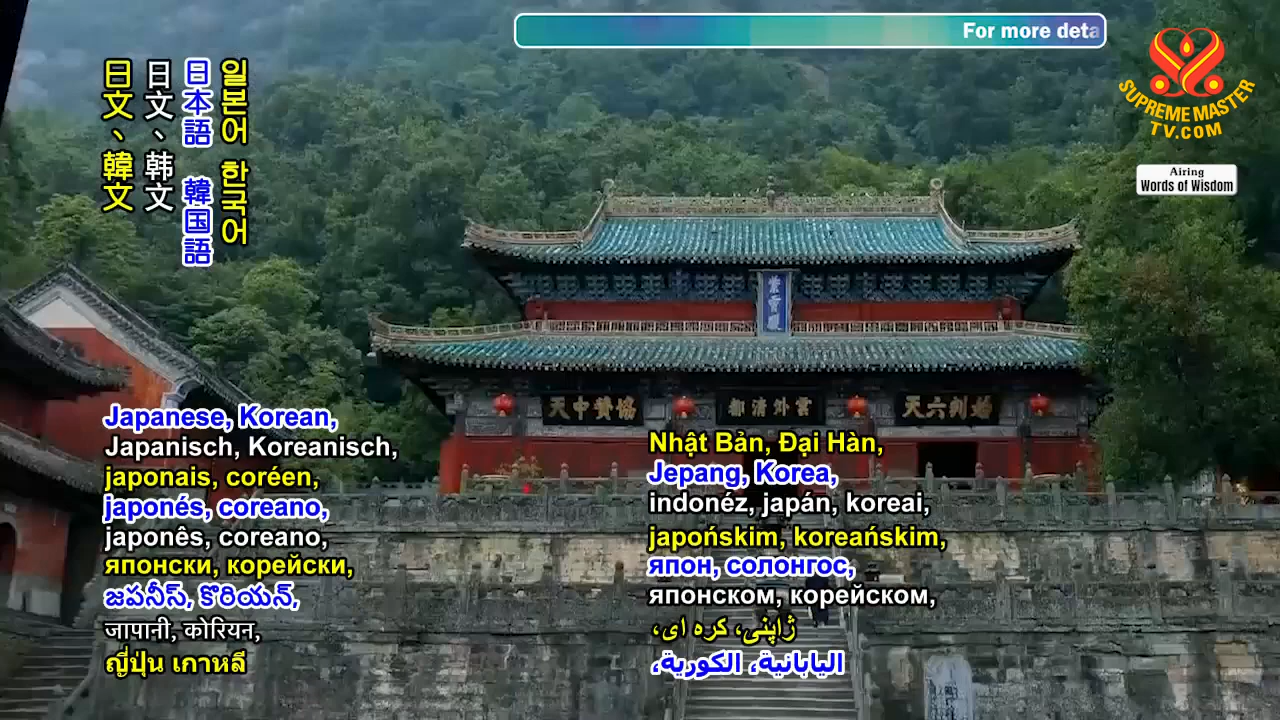 For more deta
SUPREME MASTER
TV.COM
Airing
Words of Wisdom
일본어 한국어
日本語 韓国語
日文、韩文
日文、韓文
紫霄殿
協贊中天
雲外清都
始判六天
Japanese, Korean,
Japanisch, Koreanisch,
japonais, coréen,
japonés, coreano,
japonês, coreano,
японски, корейски,
జపనీస్, కొరియన్,
जापानी, कोरियन,
ญี่ปุ่น เกาหลี
Nhật Bản, Đại Hàn,
Jepang, Korea,
indonéz, japán, koreai,
japońskim, koreańskim,
япон, солонгос,
японском, корейском,
ژاپنی، کره ای،
اليابانية، الكورية،